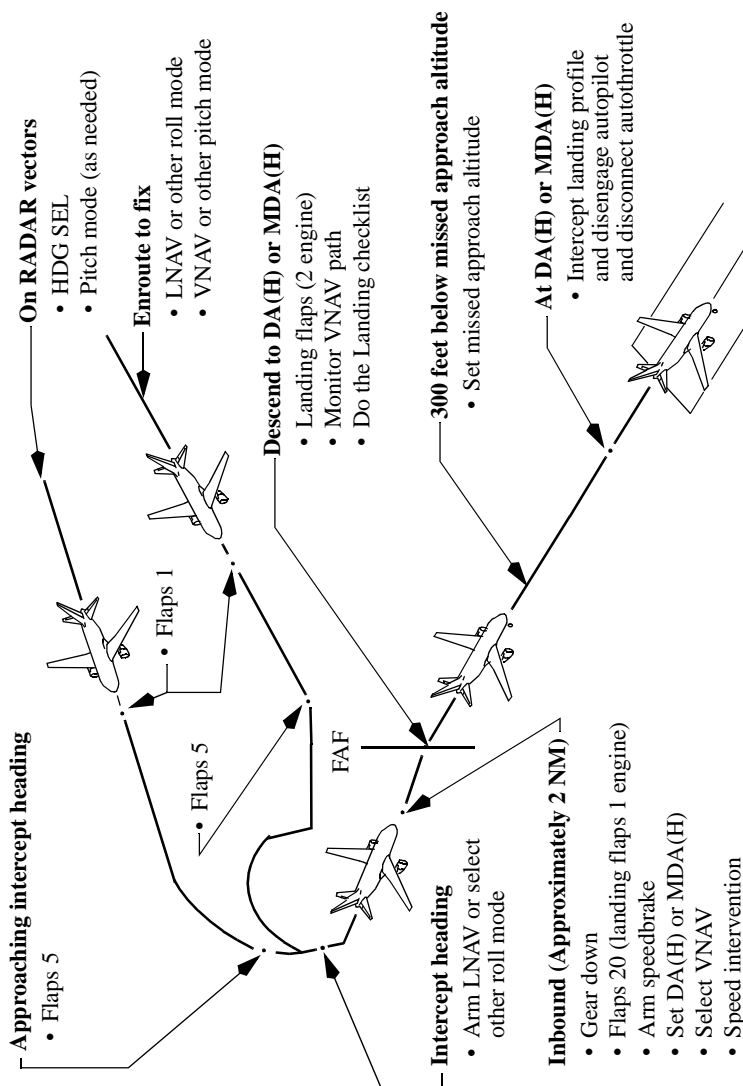 On RADAR vectors
• HDG SEL
• Pitch mode (as needed)
Enroute to fix
• LNAV or other roll mode
• VNAV or other pitch mode
Approaching intercept heading
• Flaps 5
• Flaps 1
• Flaps 5
Descend to DA(H) or MDA(H)
• Landing flaps (2 engine)
• Monitor VNAV path
• Do the Landing checklist
FAF
Intercept heading
• Arm LNAV or select
other roll mode
300 feet below missed approach altitude
• Set missed approach altitude
Inbound (Approximately 2 NM)
• Gear down
• Flaps 20 (landing flaps 1 engine)
• Arm speedbrake
• Set DA(H) or MDA(H)
• Select VNAV
• Speed intervention
At DA(H) or MDA(H)
• Intercept landing profile
and disengage autopilot
and disconnect autothrottle